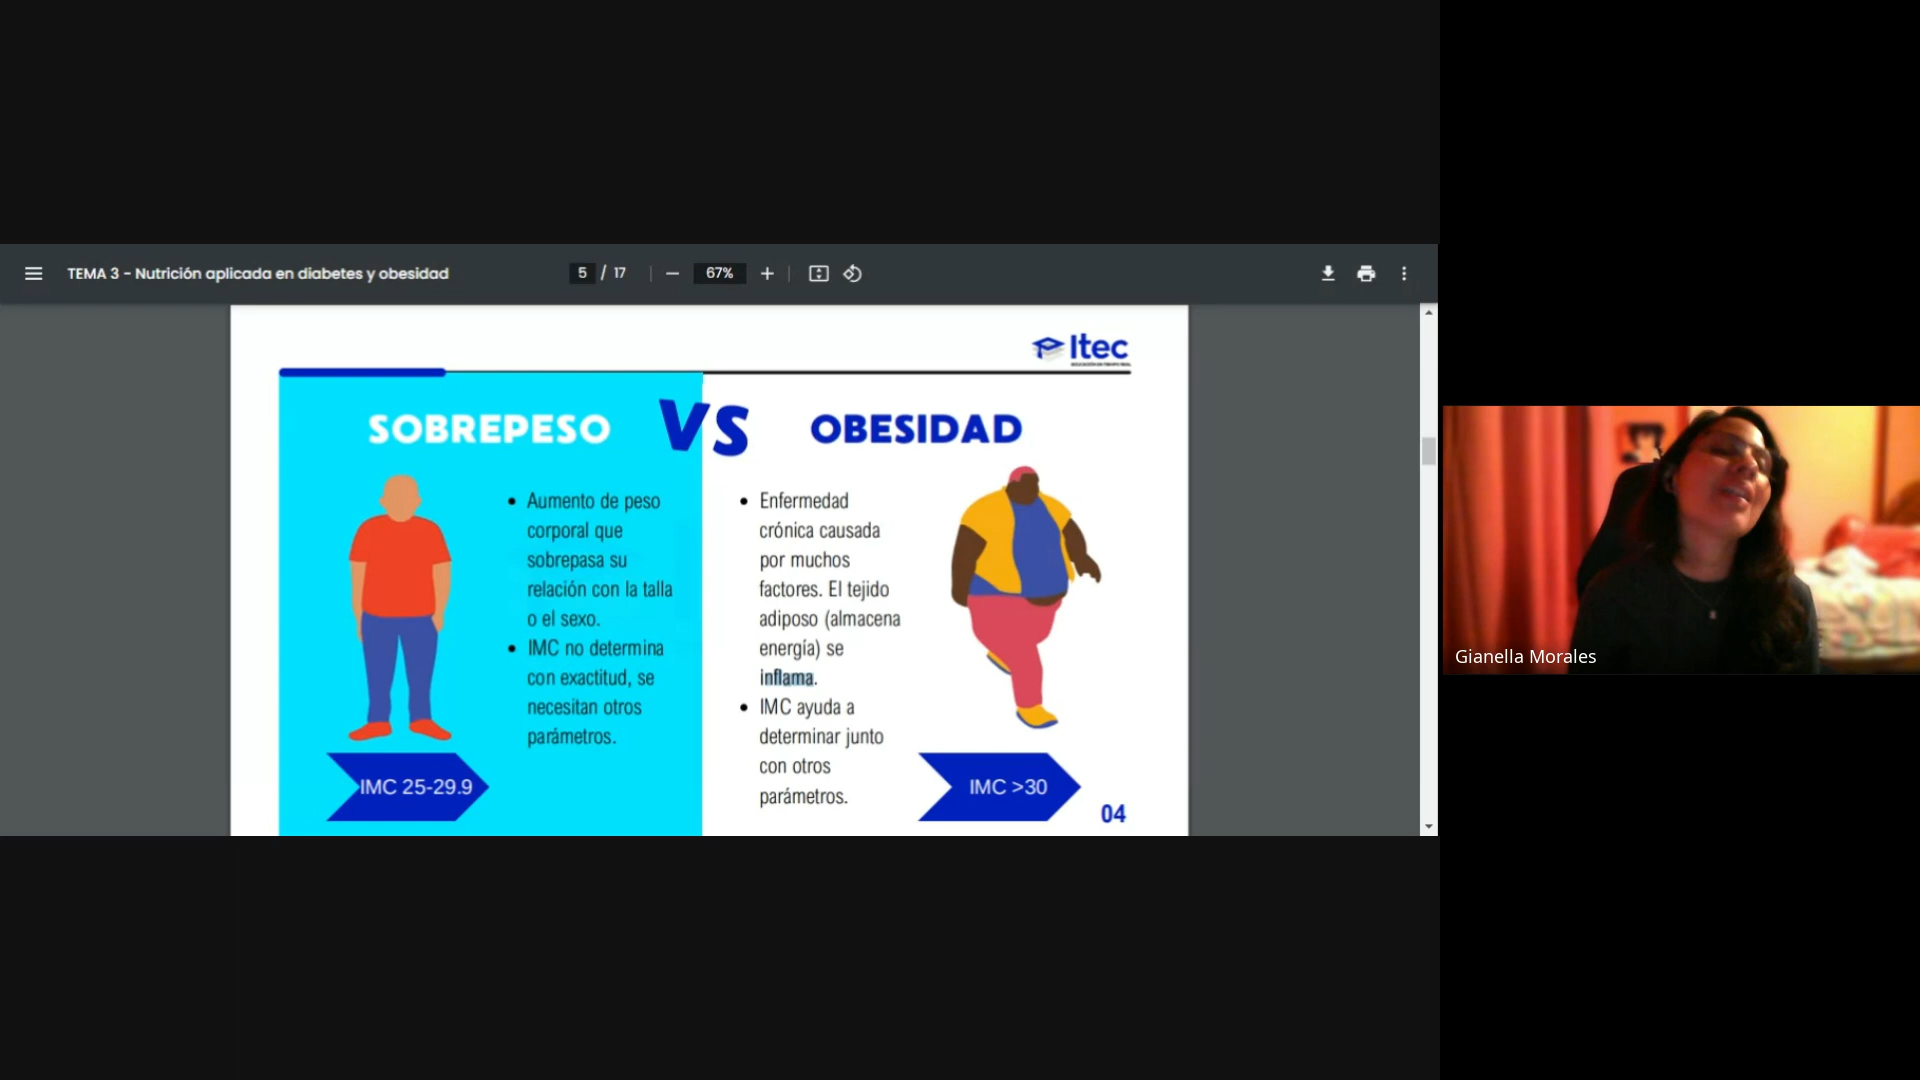 TEMA 3 - Nutrición aplicada en diabetes y obesidad
5 / 17
67%
Itec
SOBREPESO
VS
OBESIDAD
• Aumento de peso
corporal que
sobrepasa su
relación con la talla
o el sexo.
• IMC no determina
con exactitud, se
necesitan otros
parámetros.
IMC 25-29.9
• Enfermedad
crónica causada
por muchos
factores. El tejido
adiposo (almacena
energía) se
inflama.
• IMC ayuda a
determinar junto
con otros
parámetros.
IMC >30
04
Gianella Morales